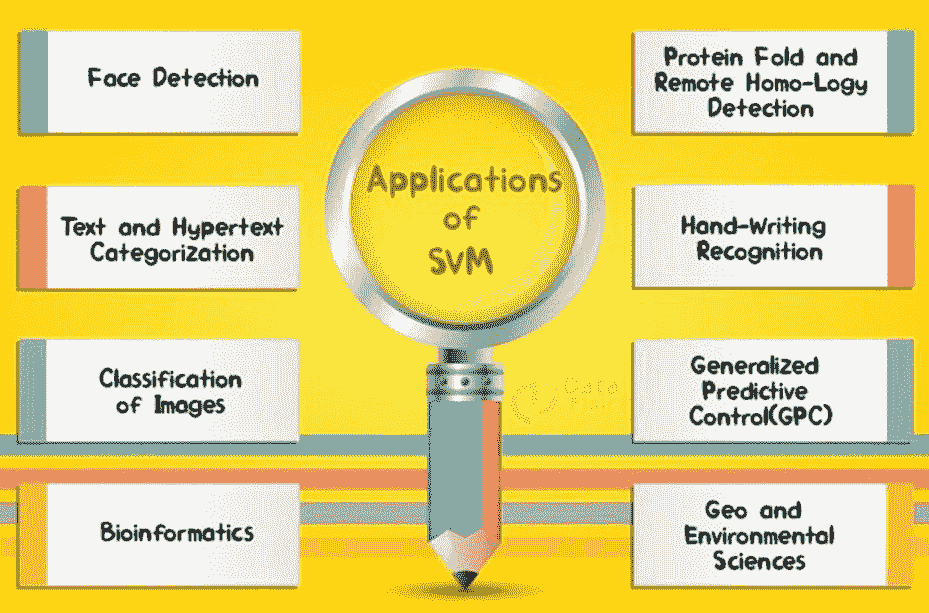 Face Detection
Text and Hypertext
Categorization
Classification
of Images
Bioinformatics
Applications
of
SVM
Protein Fold and
Remote Homo-Logy
Detection
Hand-Writing
Recognition
Generalized
Predictive
Control(GPC)
Geo and
Environmental
Sciences